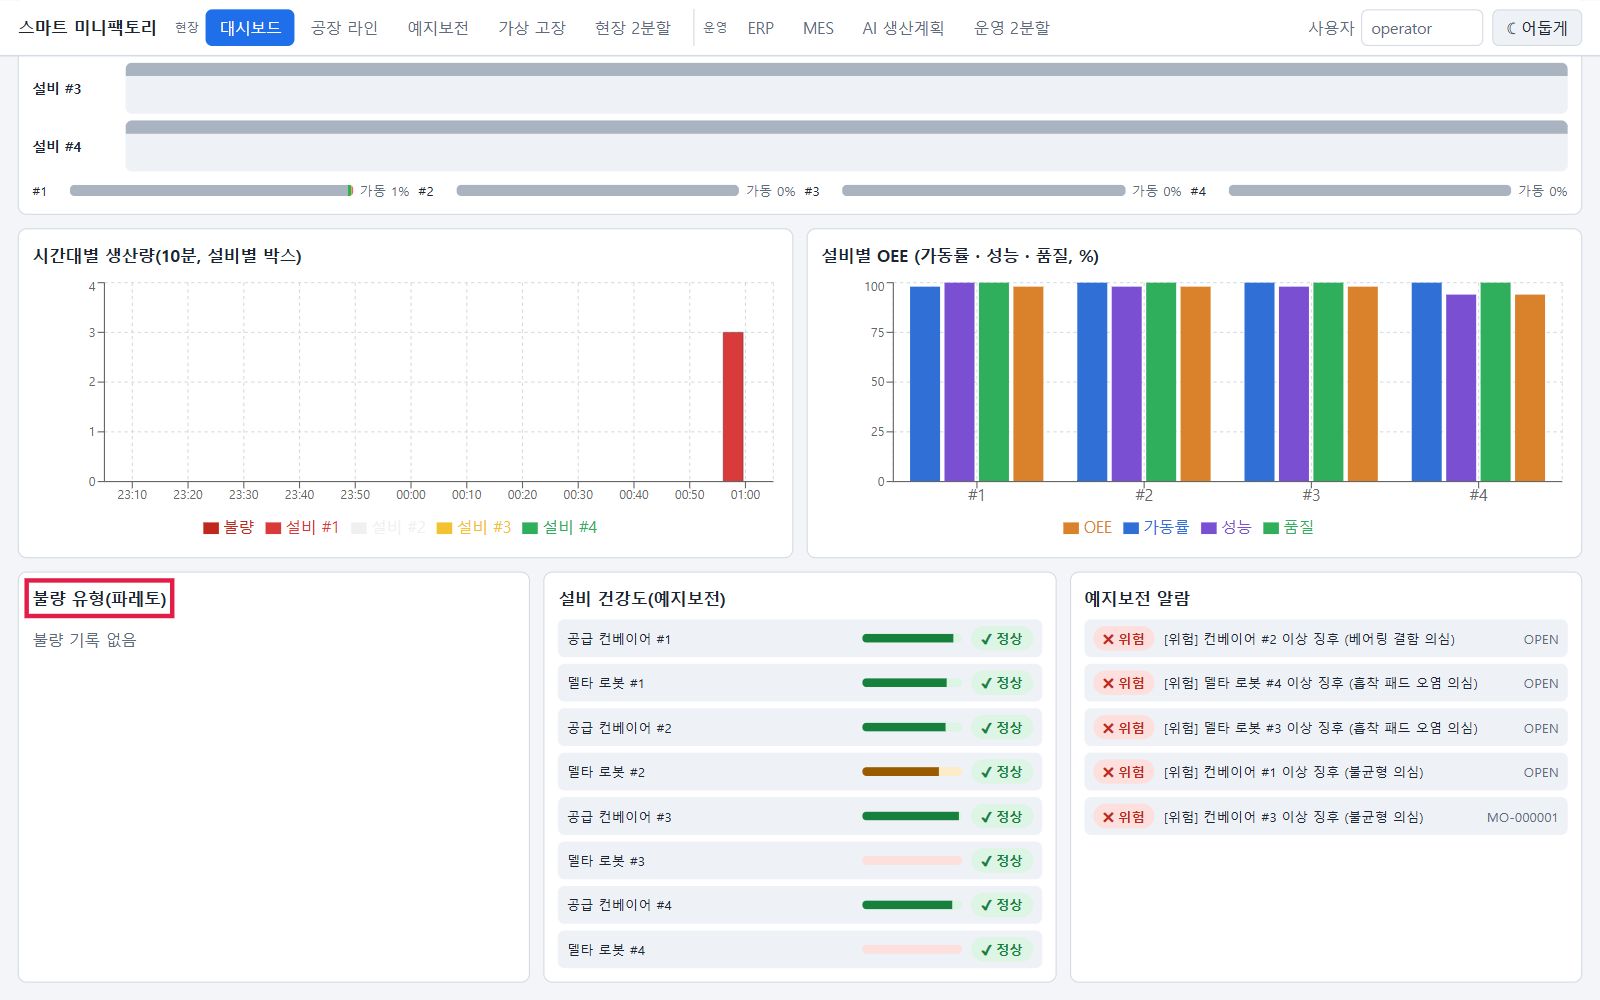 스마트 미니팩토리 현장 대시보드 공장 라인 예지보전 가상 고장 현장 2분할 운영 ERP MES AI 생산계획 운영 2분할 사용자 operator ☾ 어둡게
설비 #3
설비 #4
#1 가동 1% #2 가동 0% #3 가동 0% #4 가동 0%
시간대별 생산량(10분, 설비별 박스)
4
3
2
1
0
23:10 23:20 23:30 23:40 23:50 00:00 00:10 00:20 00:30 00:40 00:50 01:00
불량 설비 #1 설비 #2 설비 #3 설비 #4
설비별 OEE (가동률 · 성능 · 품질, %)
100
75
50
25
0
#1 #2 #3 #4
OEE 가동률 성능 품질
불량 유형(파레토)
불량 기록 없음
설비 건강도(예지보전)
공급 컨베이어 #1 ✓ 정상
델타 로봇 #1 ✓ 정상
공급 컨베이어 #2 ✓ 정상
델타 로봇 #2 ✓ 정상
공급 컨베이어 #3 ✓ 정상
델타 로봇 #3 ✓ 정상
공급 컨베이어 #4 ✓ 정상
델타 로봇 #4 ✓ 정상
예지보전 알람
✕ 위험 [위험] 컨베이어 #2 이상 징후 (베어링 결함 의심) OPEN
✕ 위험 [위험] 델타 로봇 #4 이상 징후 (흡착 패드 오염 의심) OPEN
✕ 위험 [위험] 델타 로봇 #3 이상 징후 (흡착 패드 오염 의심) OPEN
✕ 위험 [위험] 컨베이어 #1 이상 징후 (불균형 의심) OPEN
✕ 위험 [위험] 컨베이어 #3 이상 징후 (불균형 의심) MO-000001